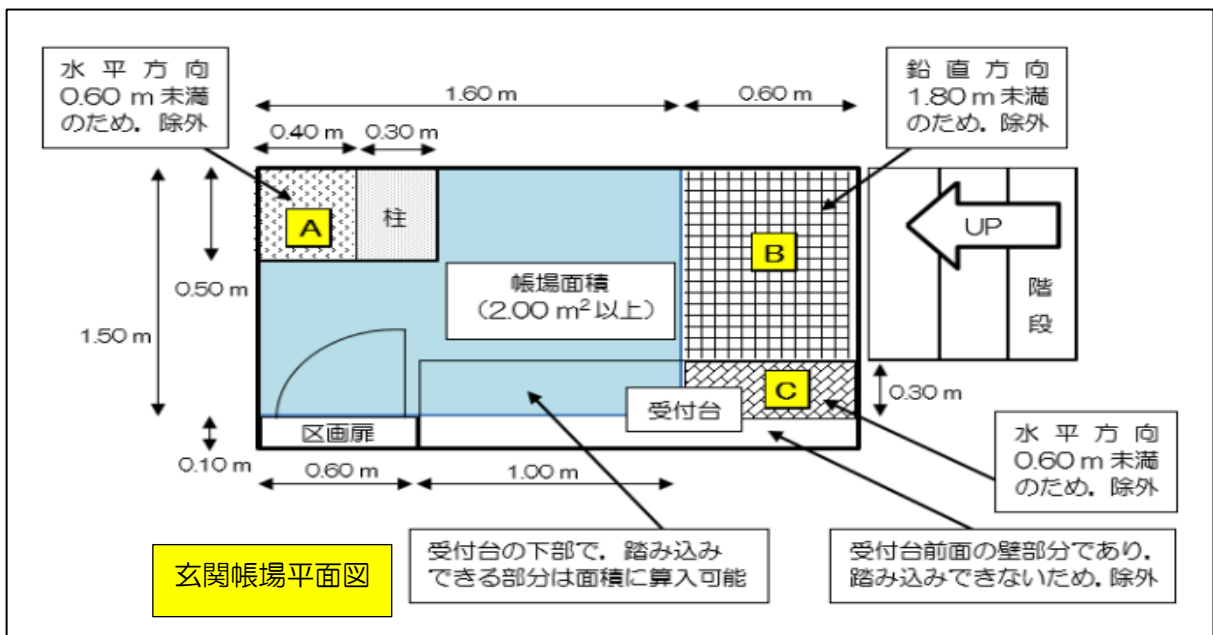 水平方向
0.60 m 未満
のため．除外
鉛直方向
1.80 m 未満
のため．除外
1.60 m
0.60 m
0.40 m
0.30 m
A
柱
B
UP
階
段
0.50 m
1.50 m
帳場面積
（2.00 m² 以上）
C
0.30 m
受付台
区画扉
0.10 m
0.60 m
1.00 m
水平方向
0.60 m 未満
のため．除外
受付台の下部で．踏み込み
できる部分は面積に算入可能
受付台前面の壁部分であり．
踏み込みできないため．除外
玄関帳場平面図